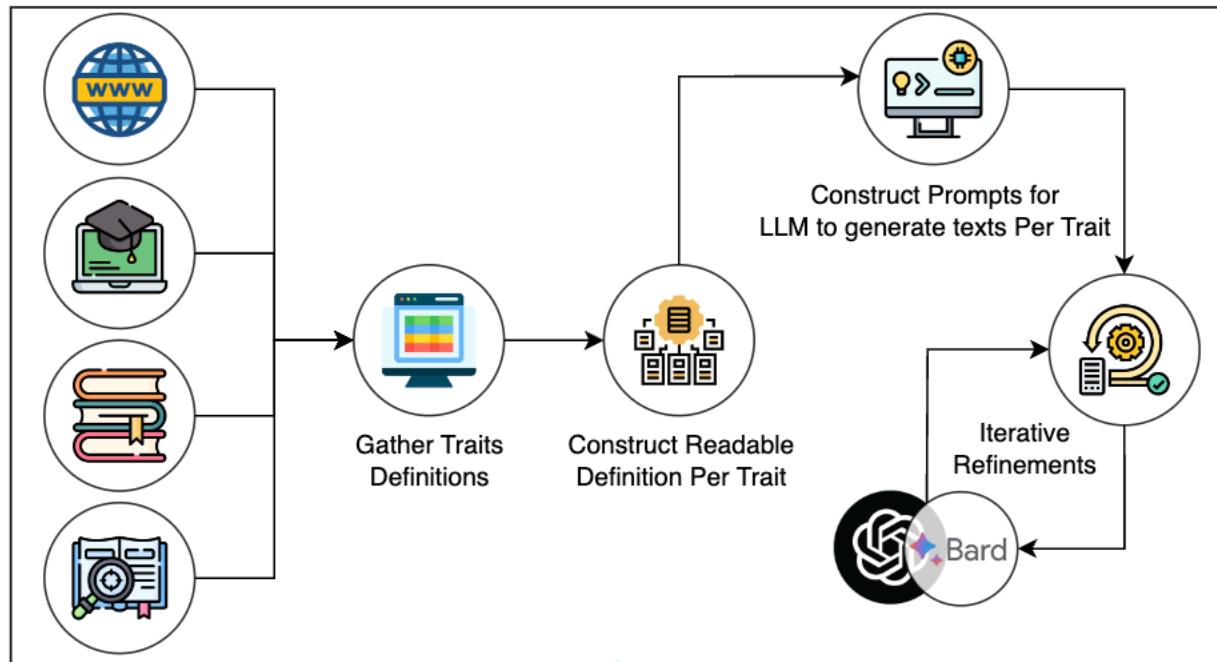 WWW
Gather Traits
Definitions
Construct Readable
Definition Per Trait
Construct Prompts for
LLM to generate texts Per Trait
Iterative
Refinements
Bard